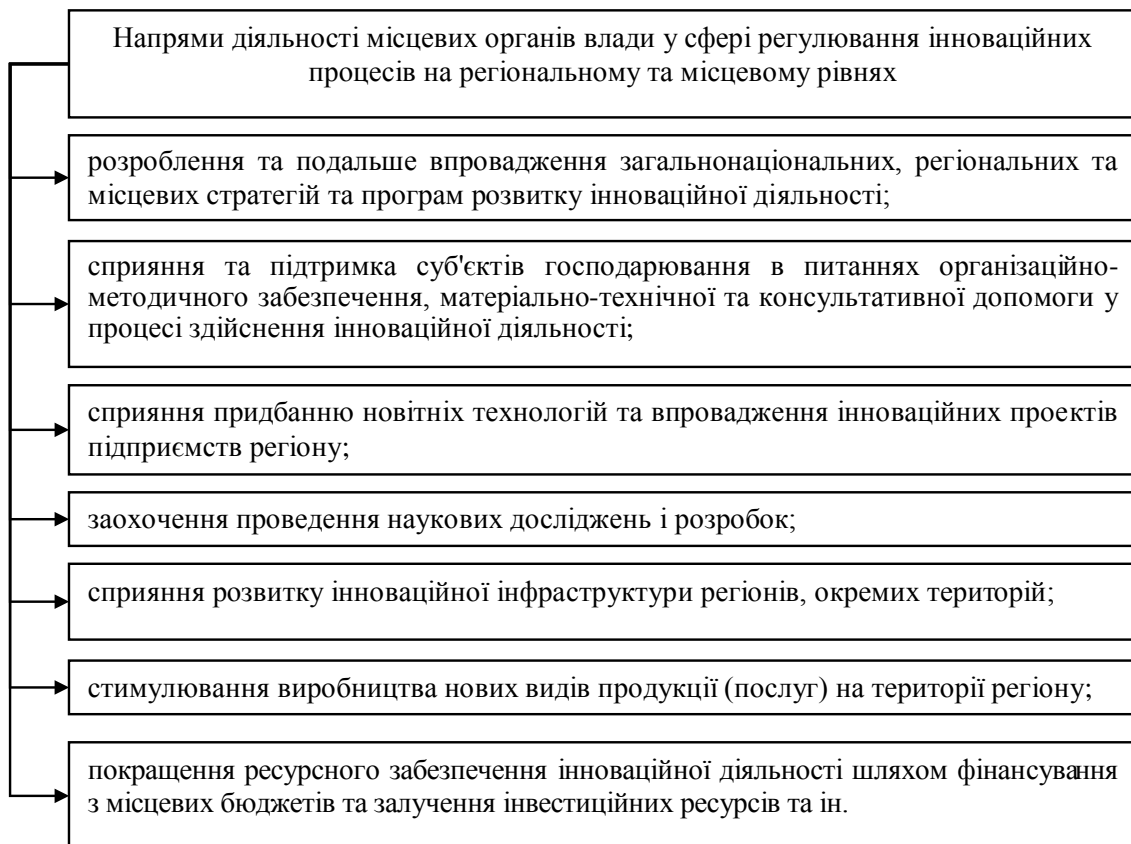 Напрями діяльності місцевих органів влади у сфері регулювання інноваційних
процесів на регіональному та місцевому рівнях
розроблення та подальше впровадження загальнонаціональних, регіональних та
місцевих стратегій та програм розвитку інноваційної діяльності;
сприяння та підтримка суб'єктів господарювання в питаннях організаційно-
методичного забезпечення, матеріально-технічної та консультативної допомоги у
процесі здійснення інноваційної діяльності;
сприяння придбанню новітніх технологій та впровадження інноваційних проектів
підприємств регіону;
заохочення проведення наукових досліджень і розробок;
сприяння розвитку інноваційної інфраструктури регіонів, окремих територій;
стимулювання виробництва нових видів продукції (послуг) на території регіону;
покращення ресурсного забезпечення інноваційної діяльності шляхом фінансування
з місцевих бюджетів та залучення інвестиційних ресурсів та ін.